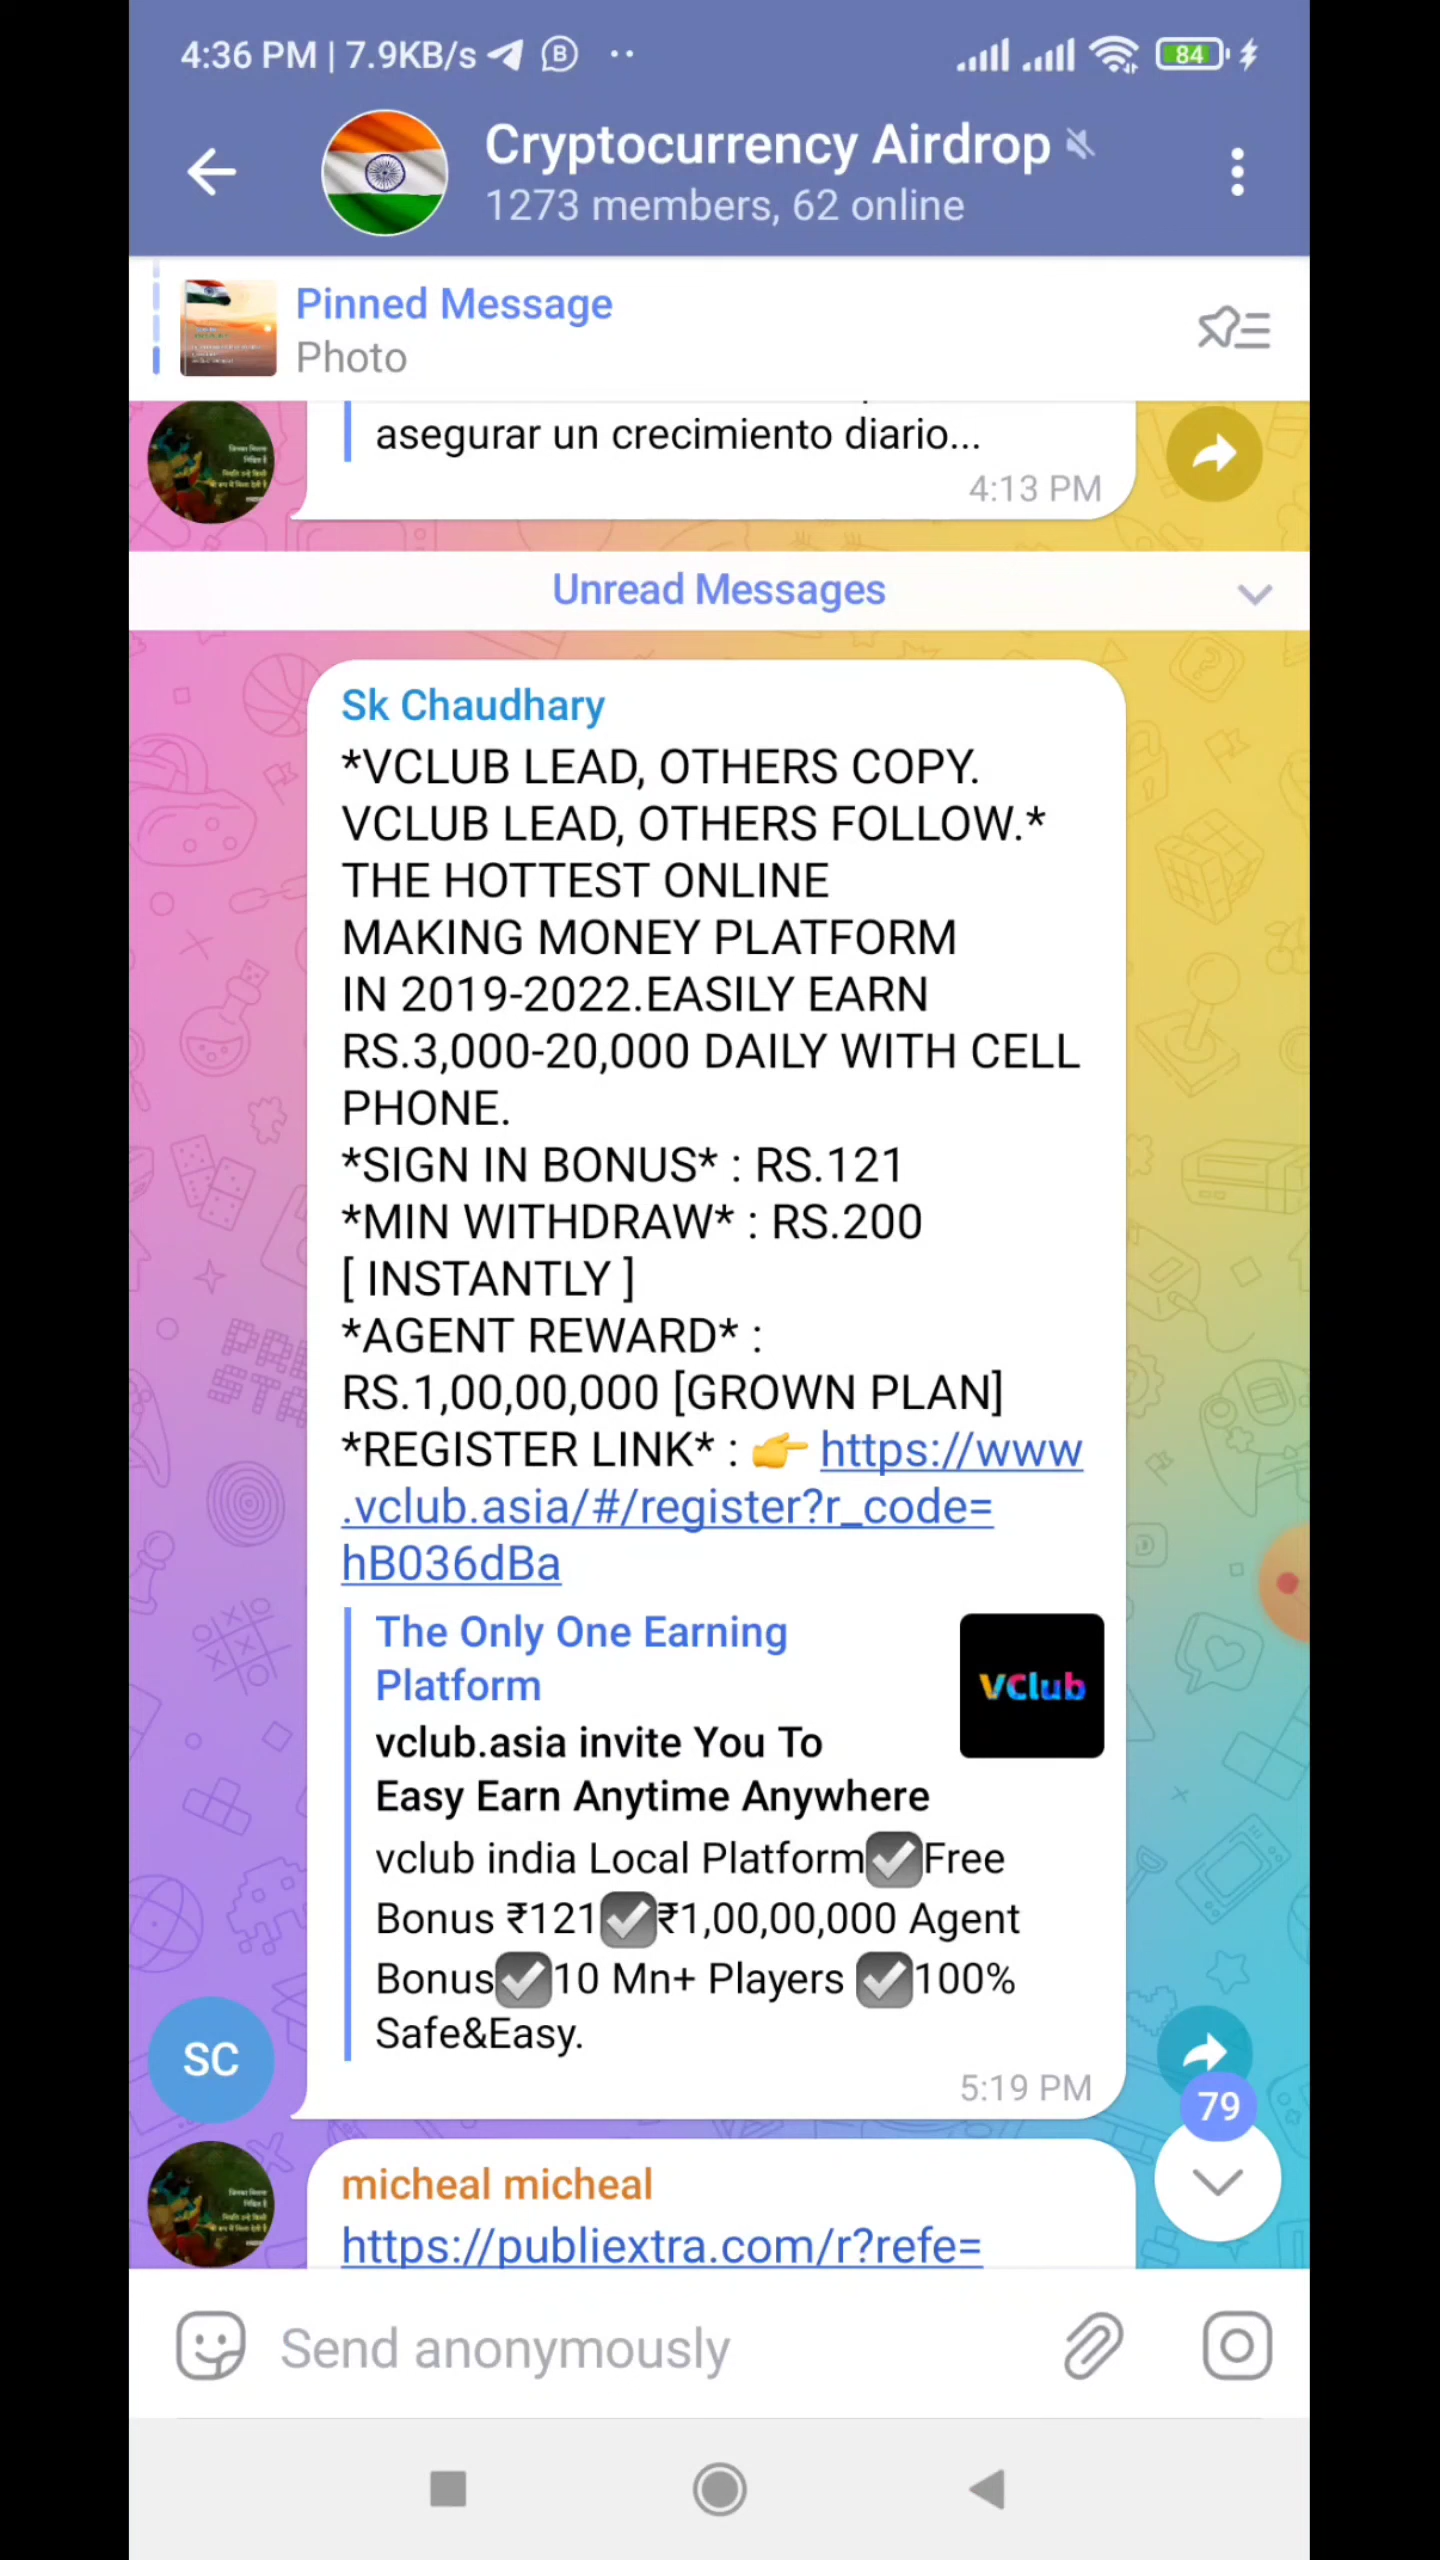 4:36 PM | 7.9KB/s
84
Cryptocurrency Airdrop
1273 members, 62 online
Pinned Message
Photo
asegurar un crecimiento diario...
4:13 PM
Unread Messages
Sk Chaudhary
*VCLUB LEAD, OTHERS COPY.
VCLUB LEAD, OTHERS FOLLOW.*
THE HOTTEST ONLINE
MAKING MONEY PLATFORM
IN 2019-2022.EASILY EARN
RS.3,000-20,000 DAILY WITH CELL
PHONE.
*SIGN IN BONUS* : RS.121
*MIN WITHDRAW* : RS.200
[ INSTANTLY ]
*AGENT REWARD* :
RS.1,00,00,000 [GROWN PLAN]
*REGISTER LINK* : 👉 https://www
.vclub.asia/#/register?r_code=
hB036dBa
The Only One Earning
Platform
VClub
vclub.asia invite You To
Easy Earn Anytime Anywhere
vclub india Local Platform☑Free
Bonus ₹121☑₹1,00,00,000 Agent
Bonus☑10 Mn+ Players ☑100%
Safe&Easy.
SC
5:19 PM
79
micheal micheal
https://publiextra.com/r?refe=
Send anonymously